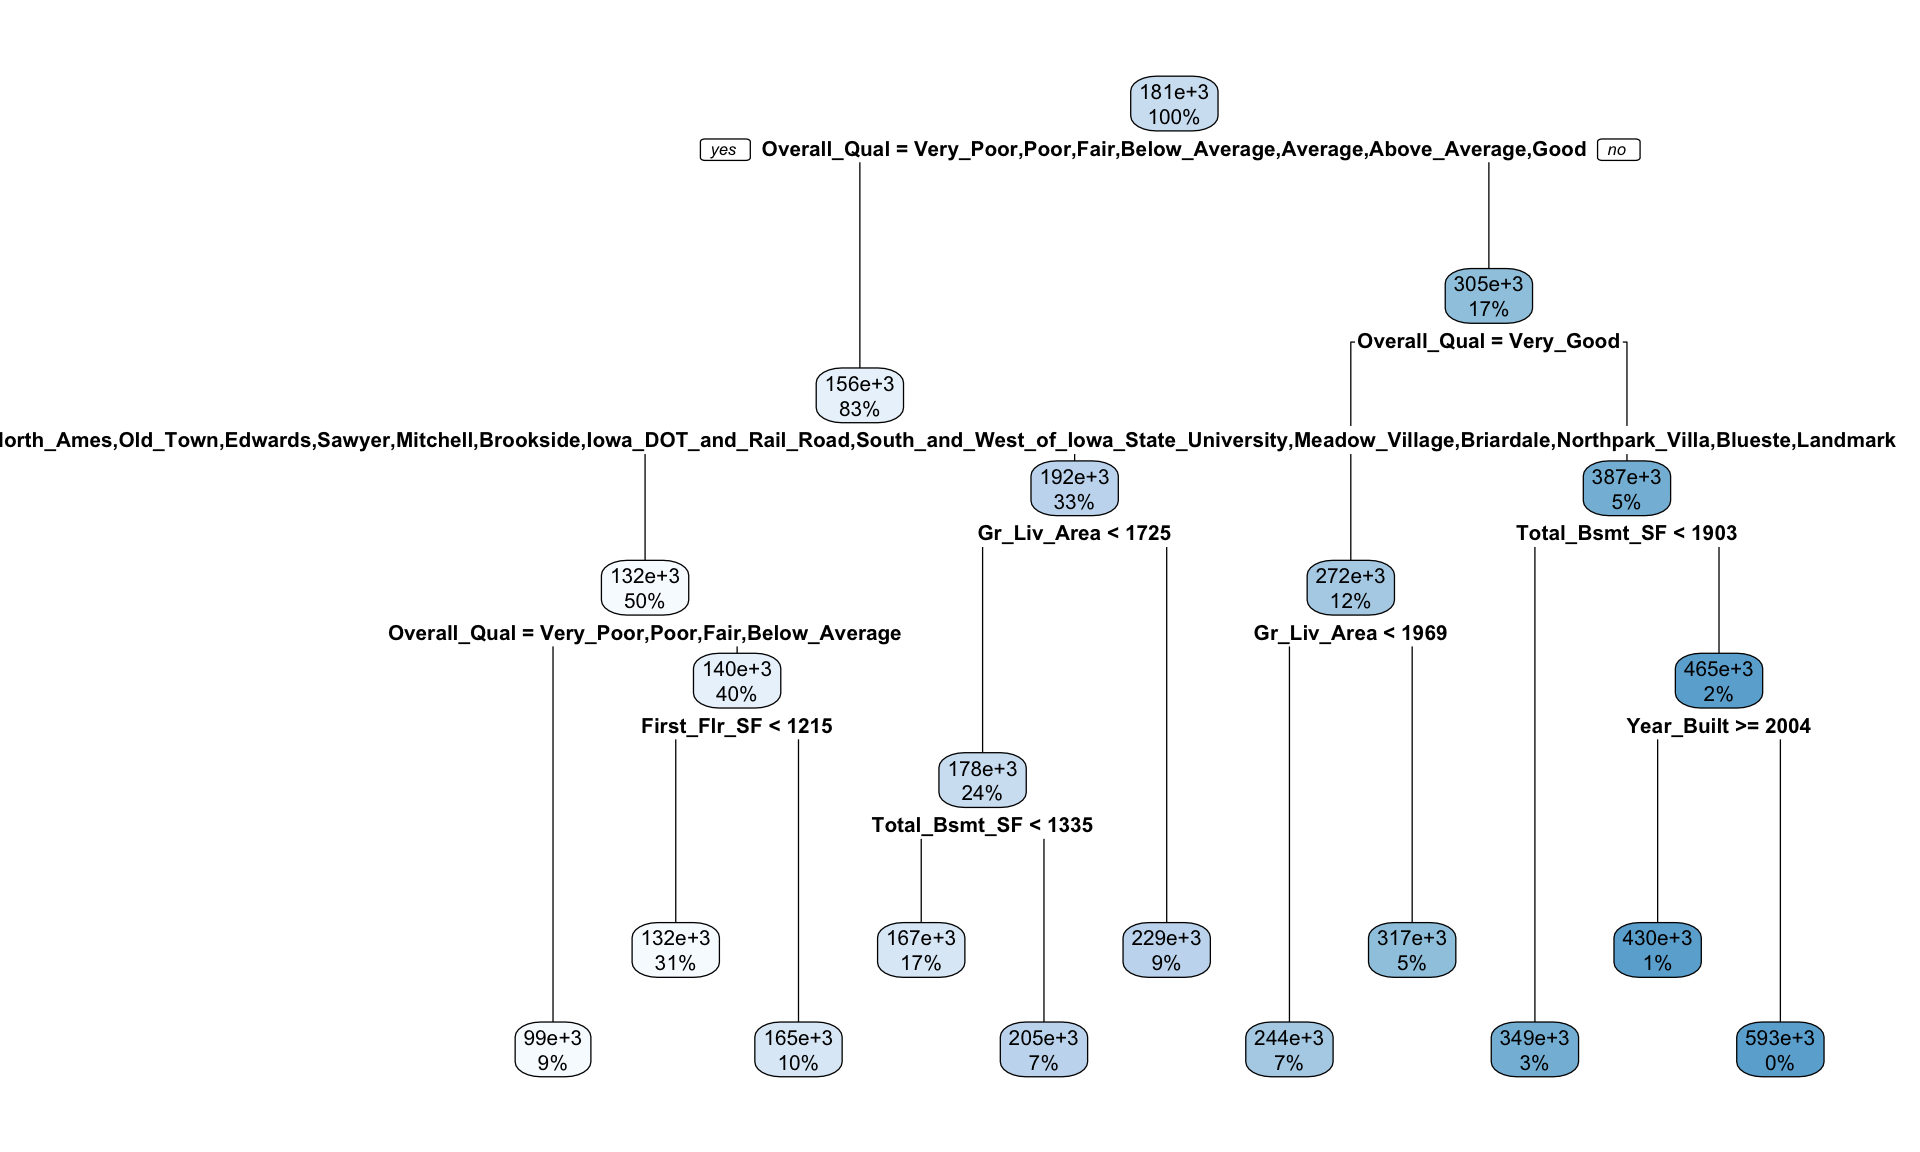 181e+3
100%
yes Overall_Qual = Very_Poor,Poor,Fair,Below_Average,Average,Above_Average,Good no
305e+3
17%
Overall_Qual = Very_Good
156e+3
83%
orth_Ames,Old_Town,Edwards,Sawyer,Mitchell,Brookside,Iowa_DOT_and_Rail_Road,South_and_West_of_Iowa_State_University,Meadow_Village,Briardale,Northpark_Villa,Blueste,Landmark
192e+3
33%
387e+3
5%
Gr_Liv_Area < 1725
Total_Bsmt_SF < 1903
132e+3
50%
272e+3
12%
Overall_Qual = Very_Poor,Poor,Fair,Below_Average
Gr_Liv_Area < 1969
140e+3
40%
465e+3
2%
First_Flr_SF < 1215
Year_Built >= 2004
178e+3
24%
Total_Bsmt_SF < 1335
132e+3
31%
167e+3
17%
229e+3
9%
317e+3
5%
430e+3
1%
99e+3
9%
165e+3
10%
205e+3
7%
244e+3
7%
349e+3
3%
593e+3
0%